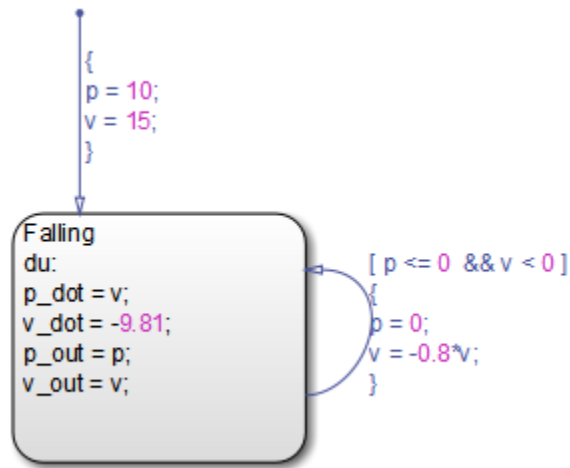 {
p = 10;
v = 15;
}
Falling
du:
p_dot = v;
v_dot = -9.81;
p_out = p;
v_out = v;
[ p <= 0 && v < 0 ]
{
p = 0;
v = -0.8*v;
}